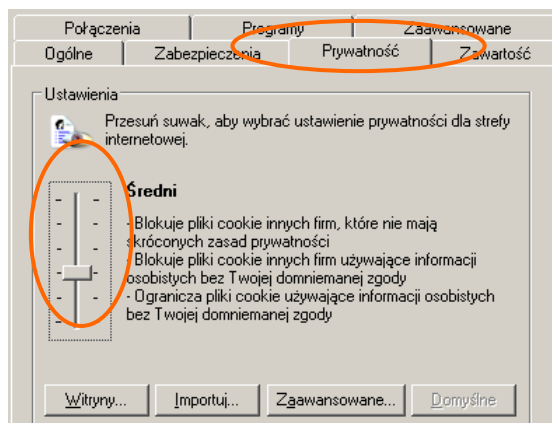 Połączenia Programy Zaawansowane
Ogólne Zabezpieczenia Prywatność Zawartość
Ustawienia
Przesuń suwak, aby wybrać ustawienie prywatności dla strefy
internetowej.
Średni
- Blokuje pliki cookie innych firm, które nie mają
skróconych zasad prywatności
- Blokuje pliki cookie innych firm używające informacji
osobistych bez Twojej domniemanej zgody
- Ogranicza pliki cookie używające informacji osobistych
bez Twojej domniemanej zgody
Witryny... Importuj... Zaawansowane... Domyślne